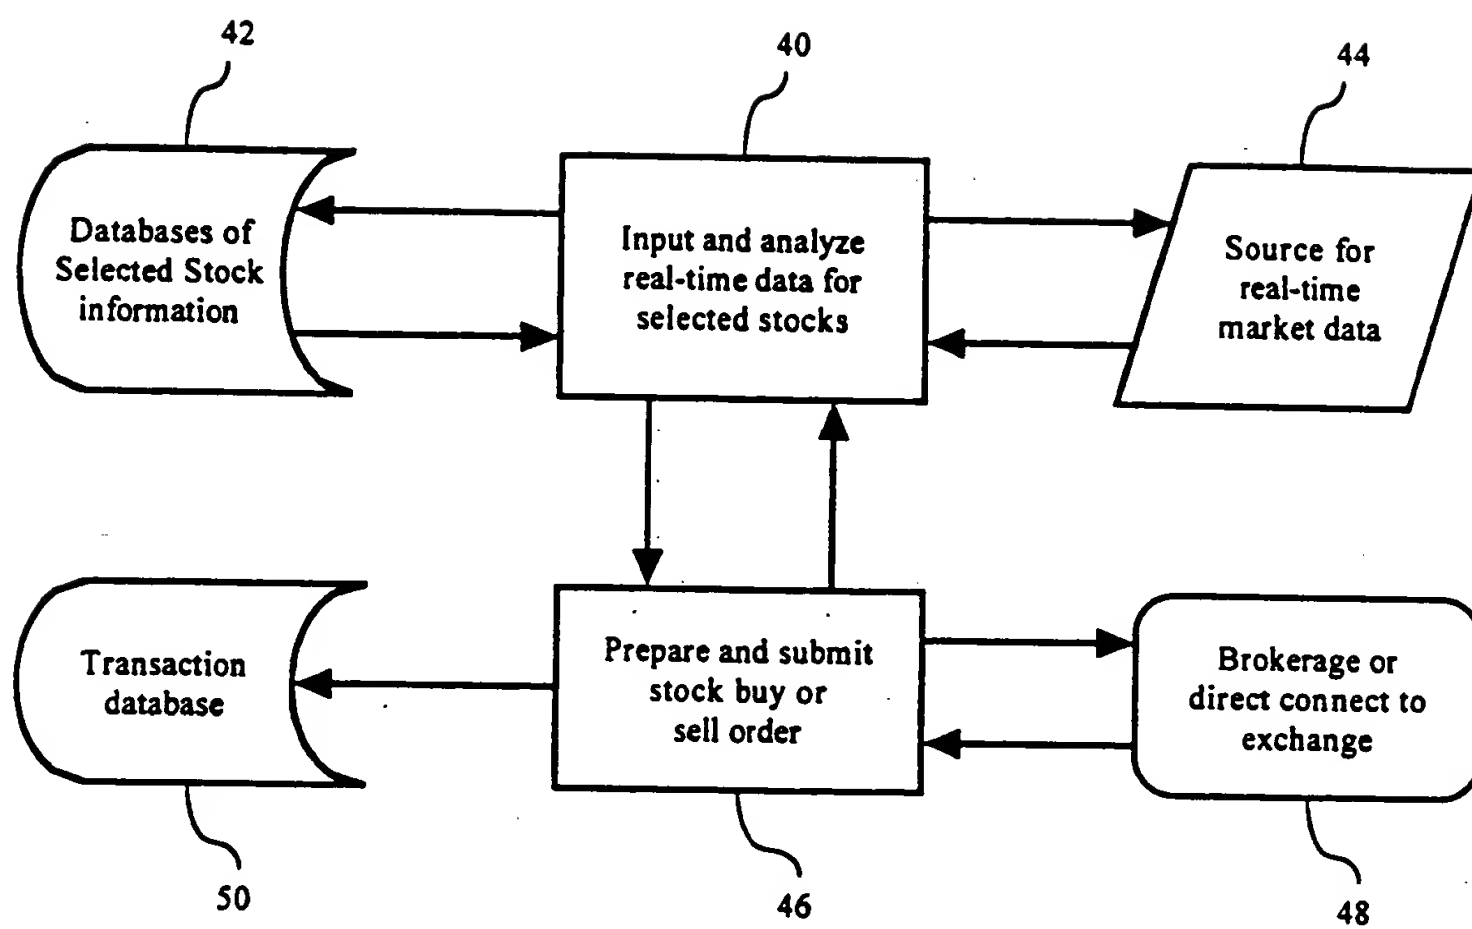 42
40
44
Databases of
Selected Stock
information
Input and analyze
real-time data for
selected stocks
Source for
real-time
market data
Transaction
database
Prepare and submit
stock buy or
sell order
Brokerage or
direct connect to
exchange
50
46
48